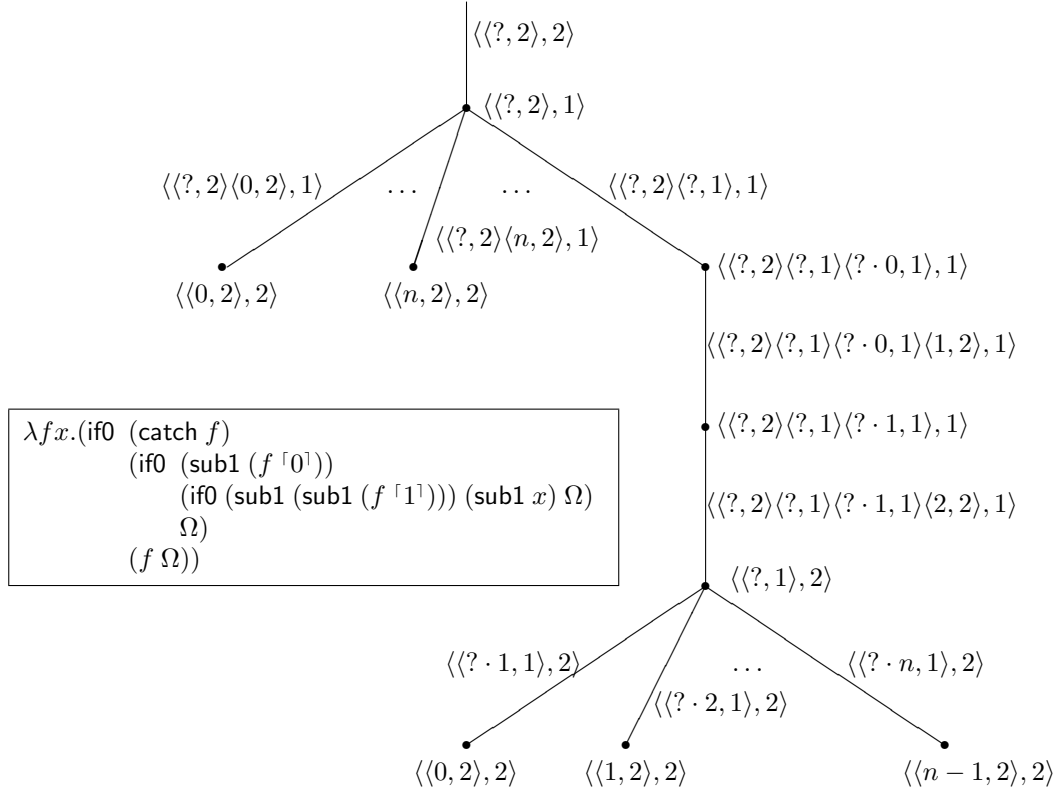 ⟨⟨?, 2⟩, 2⟩
⟨⟨?, 2⟩, 1⟩
⟨⟨?, 2⟩⟨0, 2⟩, 1⟩
. . .
. . .
⟨⟨?, 2⟩⟨?, 1⟩, 1⟩
⟨⟨?, 2⟩⟨n, 2⟩, 1⟩
⟨⟨?, 2⟩⟨?, 1⟩⟨? · 0, 1⟩, 1⟩
⟨⟨0, 2⟩, 2⟩
⟨⟨n, 2⟩, 2⟩
⟨⟨?, 2⟩⟨?, 1⟩⟨? · 0, 1⟩⟨1, 2⟩, 1⟩
⟨⟨?, 2⟩⟨?, 1⟩⟨? · 1, 1⟩, 1⟩
λfx.(if0 (catch f)
(if0 (sub1 (f ⌜0⌝))
(if0 (sub1 (sub1 (f ⌜1⌝))) (sub1 x) Ω)
Ω)
(f Ω))
⟨⟨?, 2⟩⟨?, 1⟩⟨? · 1, 1⟩⟨2, 2⟩, 1⟩
⟨⟨?, 1⟩, 2⟩
⟨⟨? · 1, 1⟩, 2⟩
. . .
⟨⟨? · n, 1⟩, 2⟩
⟨⟨? · 2, 1⟩, 2⟩
⟨⟨0, 2⟩, 2⟩
⟨⟨1, 2⟩, 2⟩
⟨⟨n − 1, 2⟩, 2⟩